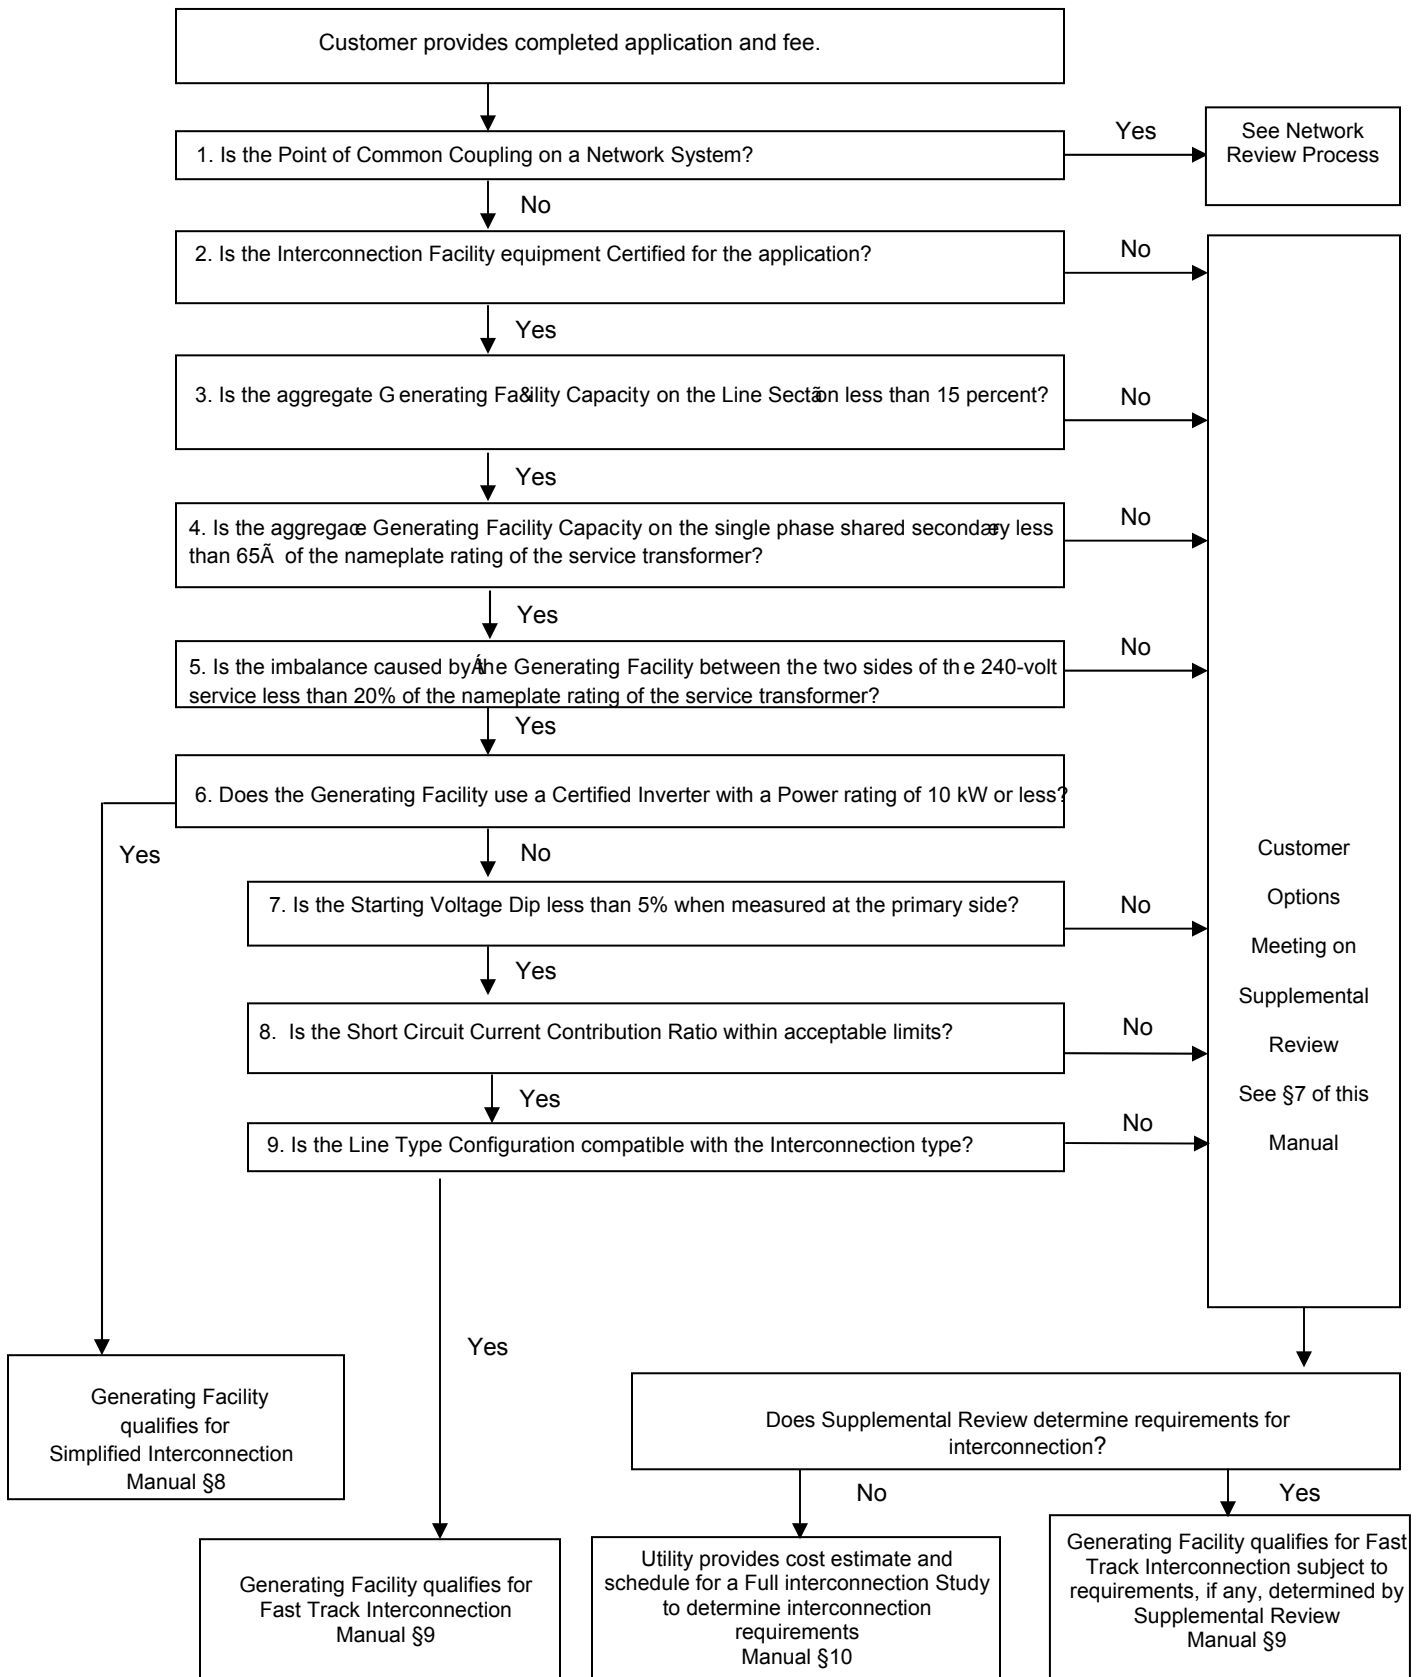 Customer provides completed application and fee.
1. Is the Point of Common Coupling on a Network System?
Yes
See Network
Review Process
No
2. Is the Interconnection Facility equipment Certified for the application?
No
Yes
3. Is the aggregate G enerating Fa&ility Capacity on the Line Sectãon less than 15 percent?
No
Yes
4. Is the aggregace Generating Facility Capacity on the single phase shared secondaery less
than 65Ã of the nameplate rating of the service transformer?
No
Yes
5. Is the imbalance caused byÁthe Generating Facility between the two sides of th e 240-volt
service less than 20% of the nameplate rating of the service transformer?
No
Yes
6. Does the Generating Facility use a Certified Inverter with a Power rating of 10 kW or less?
Yes
No
7. Is the Starting Voltage Dip less than 5% when measured at the primary side?
No
Yes
8. Is the Short Circuit Current Contribution Ratio within acceptable limits?
No
Yes
9. Is the Line Type Configuration compatible with the Interconnection type?
No
Customer
Options
Meeting on
Supplemental
Review
See §7 of this
Manual
Yes
Generating Facility
qualifies for
Simplified Interconnection
Manual §8
Does Supplemental Review determine requirements for
interconnection?
No
Yes
Generating Facility qualifies for
Fast Track Interconnection
Manual §9
Utility provides cost estimate and
schedule for a Full interconnection Study
to determine interconnection
requirements
Manual §10
Generating Facility qualifies for Fast
Track Interconnection subject to
requirements, if any, determined by
Supplemental Review
Manual §9